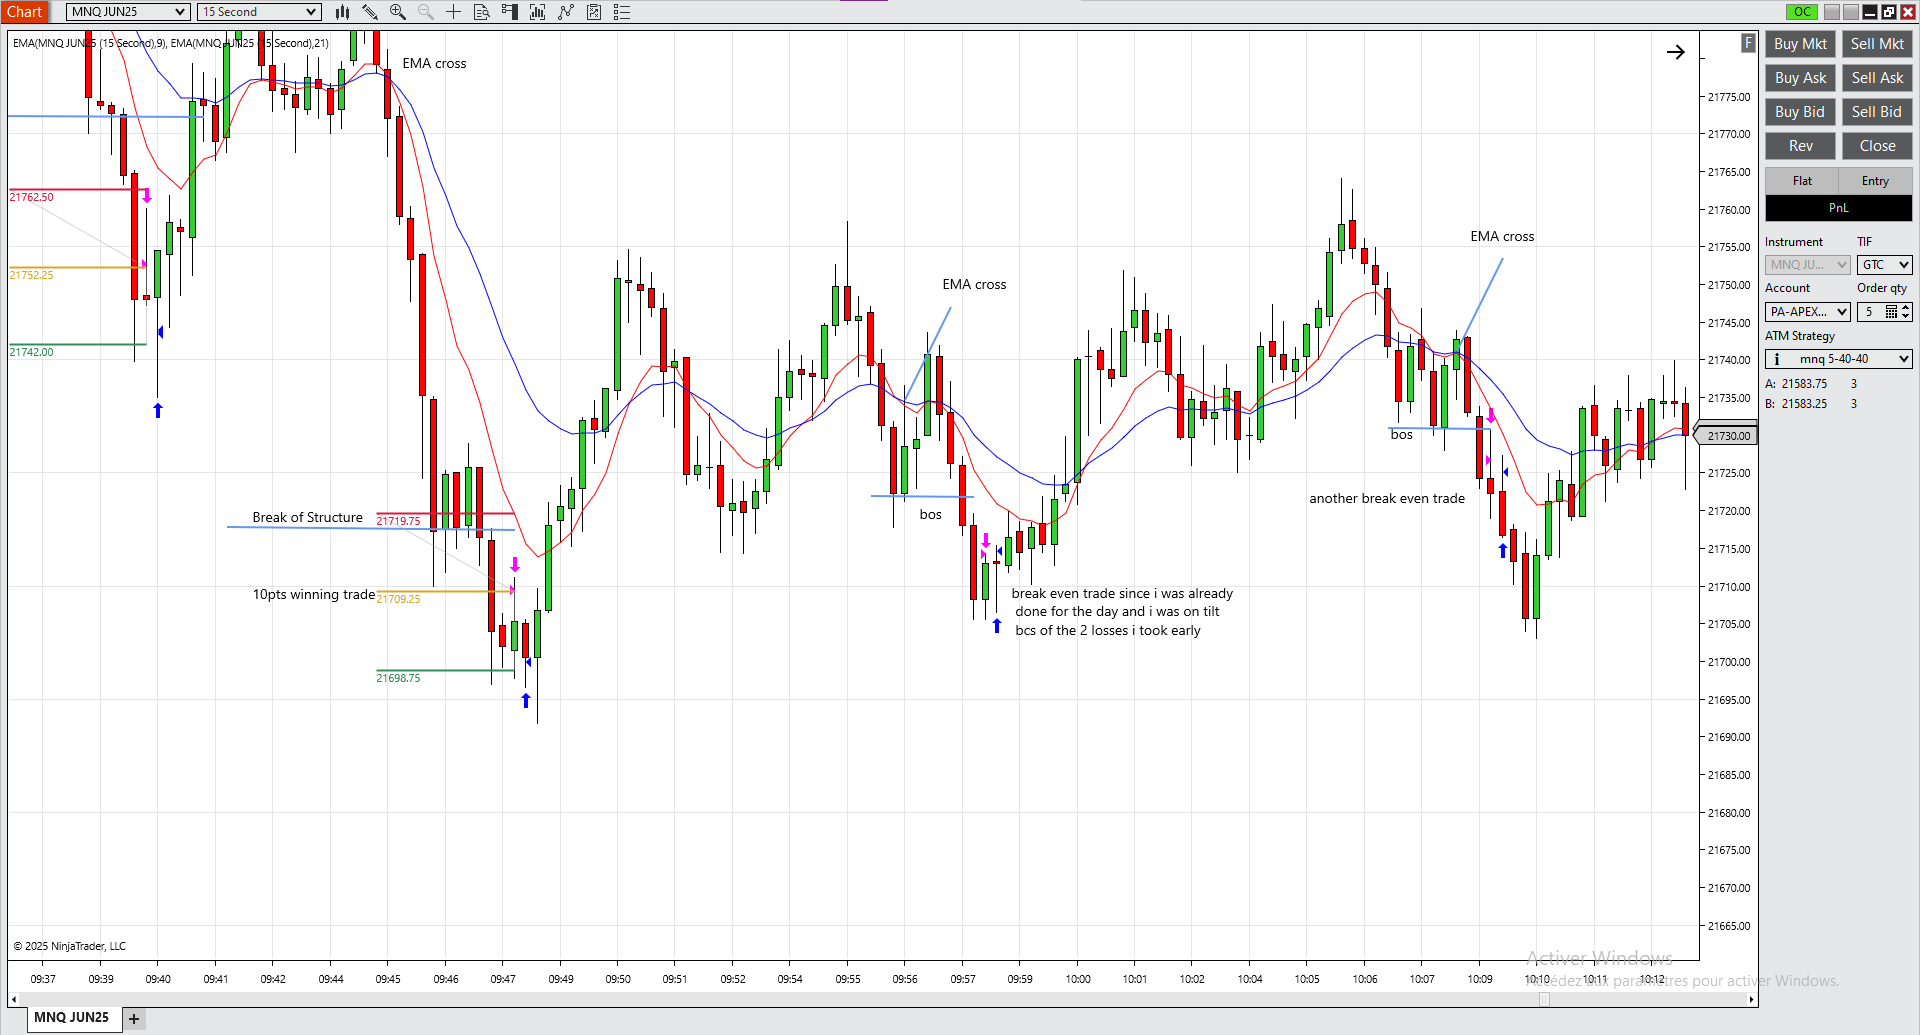 Chart
MNQ JUN25
15 Second
OC
EMA(MNQ JUN25 (15 Second),9), EMA(MNQ JUN25 (15 Second),21)
F
EMA cross
21762.50
21752.25
21742.00
EMA cross
EMA cross
Break of Structure
21719.75
10pts winning trade
21709.25
21698.75
bos
break even trade since i was already
done for the day and i was on tilt
bcs of the 2 losses i took early
bos
another break even trade
21775.00
21770.00
21765.00
21760.00
21755.00
21750.00
21745.00
21740.00
21735.00
21730.00
21725.00
21720.00
21715.00
21710.00
21705.00
21700.00
21695.00
21690.00
21685.00
21680.00
21675.00
21670.00
21665.00
Buy Mkt Sell Mkt
Buy Ask Sell Ask
Buy Bid Sell Bid
Rev Close
Flat Entry
PnL
Instrument TIF
MNQ JU... GTC
Account Order qty
PA-APEX... 5
ATM Strategy
i mnq 5-40-40
A: 21583.75 3
B: 21583.25 3
© 2025 NinjaTrader, LLC
09:37 09:39 09:40 09:41 09:42 09:44 09:45 09:46 09:47 09:49 09:50 09:51 09:52 09:54 09:55 09:56 09:57 09:59 10:00 10:01 10:02 10:04 10:05 10:06 10:07 10:09 10:10 10:11 10:12
Activer Windows
Accédez aux paramètres pour activer Windows.
MNQ JUN25 +